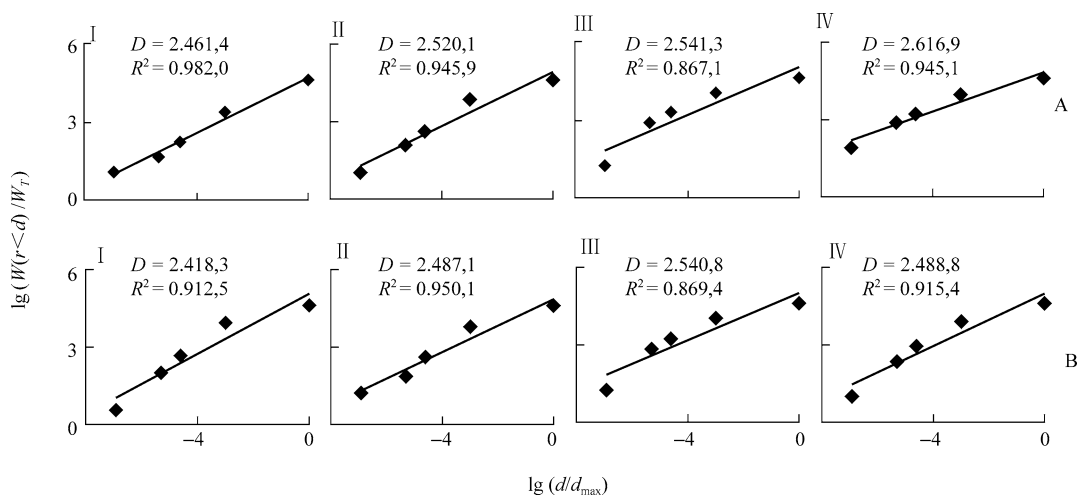 Ⅰ
D = 2.461,4
R² = 0.982,0
Ⅱ
D = 2.520,1
R² = 0.945,9
Ⅲ
D = 2.541,3
R² = 0.867,1
Ⅳ
D = 2.616,9
R² = 0.945,1
A
6
3
0
Ⅰ
D = 2.418,3
R² = 0.912,5
Ⅱ
D = 2.487,1
R² = 0.950,1
Ⅲ
D = 2.540,8
R² = 0.869,4
Ⅳ
D = 2.488,8
R² = 0.915,4
B
6
3
0
−4 0
−4 0
−4 0
−4 0
lg (W(r<d) /W_T)
lg (d/d_max)